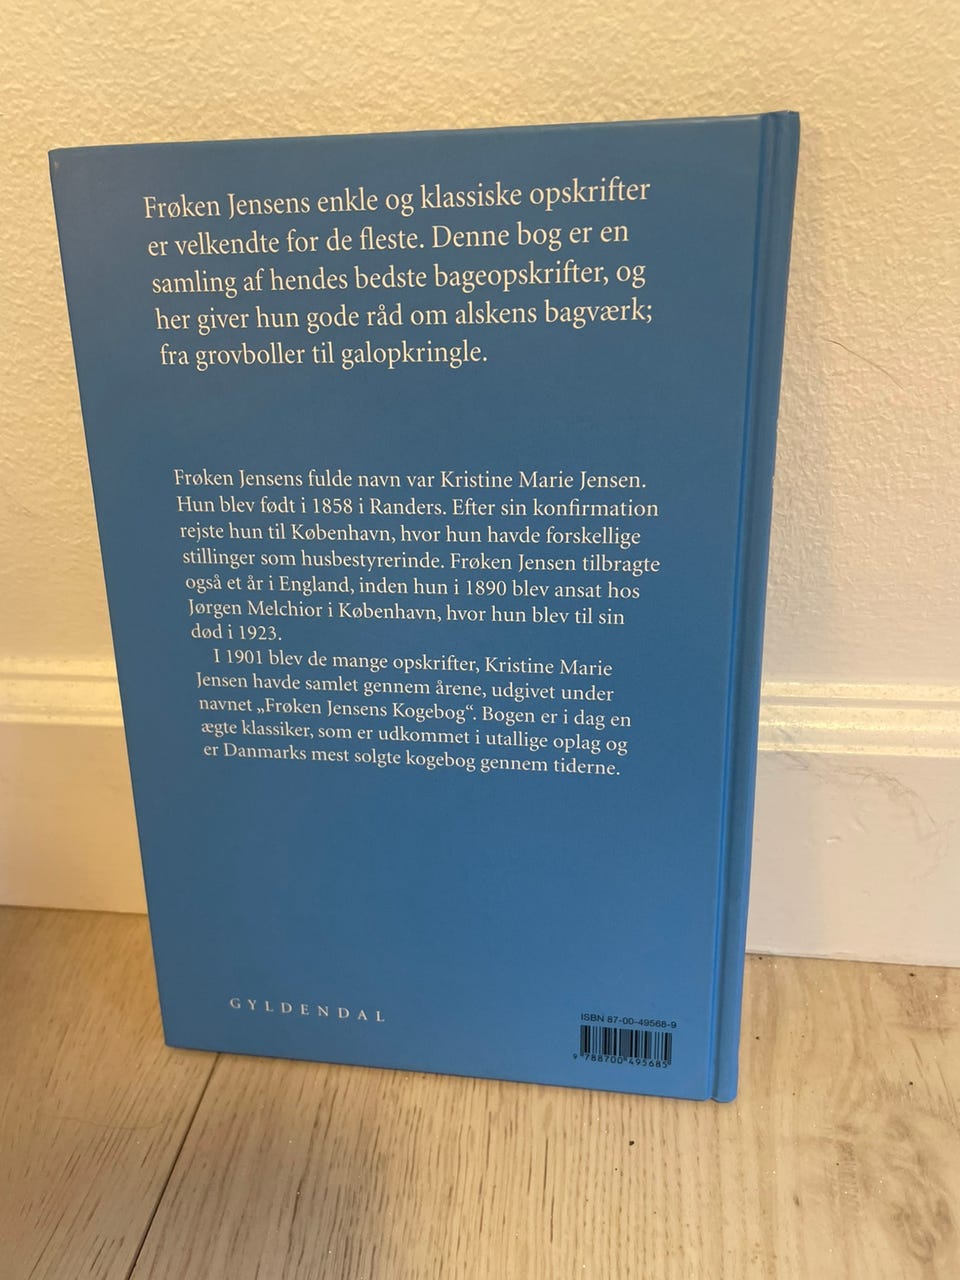 Frøken Jensens enkle og klassiske opskrifter
er velkendte for de fleste. Denne bog er en
samling af hendes bedste bageopskrifter, og
her giver hun gode råd om alskens bagværk;
fra grovboller til galopkringle.
Frøken Jensens fulde navn var Kristine Marie Jensen.
Hun blev født i 1858 i Randers. Efter sin konfirmation
rejste hun til København, hvor hun havde forskellige
stillinger som husbestyrerinde. Frøken Jensen tilbragte
også et år i England, inden hun i 1890 blev ansat hos
Jørgen Melchior i København, hvor hun blev til sin
død i 1923.
I 1901 blev de mange opskrifter, Kristine Marie
Jensen havde samlet gennem årene, udgivet under
navnet „Frøken Jensens Kogebog“. Bogen er i dag en
ægte klassiker, som er udkommet i utallige oplag og
er Danmarks mest solgte kogebog gennem tiderne.
GYLDENDAL
ISBN 87-00-49568-9
9 788700 495685